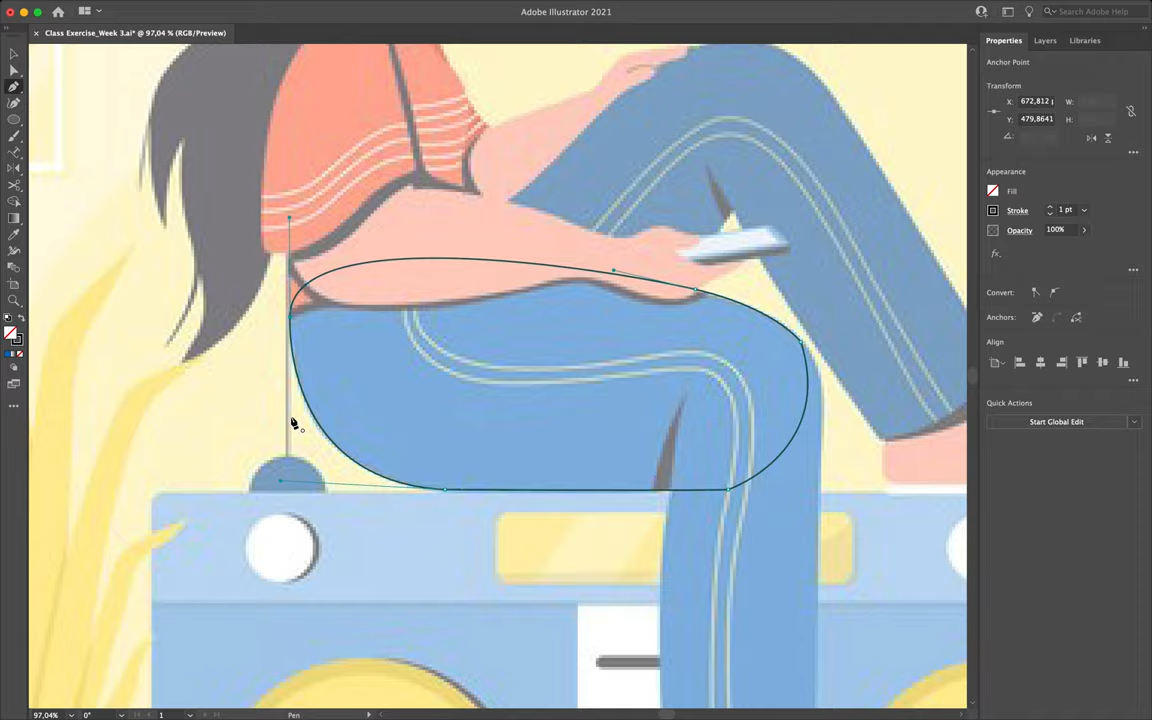 Adobe Illustrator 2021
Search Adobe Help
Class Exercise_Week 3.ai* @ 97,04 % (RGB/Preview)
Properties
Layers
Libraries
Anchor Point
Transform
X:
672,812 p
W:
Y:
479,8641
H:
Appearance
Fill
Stroke
1 pt
Opacity
100%
fx.
Convert:
Anchors:
Align
Quick Actions
Start Global Edit
97,04%
0°
1
Pen